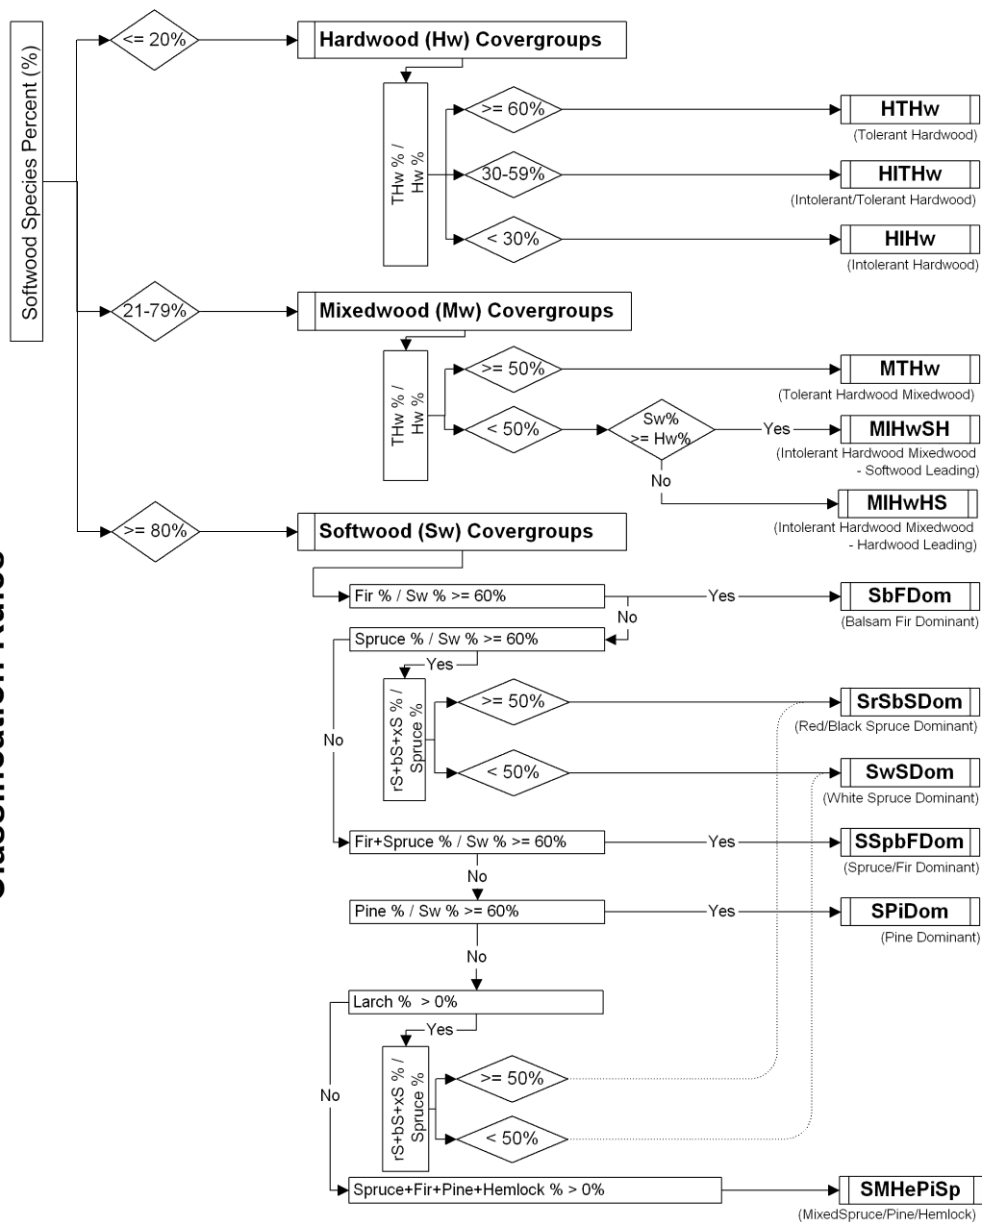 Softwood Species Percent (%)
<= 20%
Hardwood (Hw) Covergroups
THw % /
Hw %
>= 60%
HTHw
(Tolerant Hardwood)
30-59%
HITHw
(Intolerant/Tolerant Hardwood)
< 30%
HIHw
(Intolerant Hardwood)
21-79%
Mixedwood (Mw) Covergroups
THw % /
Hw %
>= 50%
MTHw
(Tolerant Hardwood Mixedwood)
< 50%
Sw%
>= Hw%
Yes
MIHwSH
(Intolerant Hardwood Mixedwood
- Softwood Leading)
No
MIHwHS
(Intolerant Hardwood Mixedwood
- Hardwood Leading)
>= 80%
Softwood (Sw) Covergroups
Fir % / Sw % >= 60%
Yes
SbFDom
(Balsam Fir Dominant)
No
Spruce % / Sw % >= 60%
Yes
rS+bS+xS % /
Spruce %
>= 50%
SrSbSDom
(Red/Black Spruce Dominant)
No
< 50%
SwSDom
(White Spruce Dominant)
Fir+Spruce % / Sw % >= 60%
Yes
SSpbFDom
(Spruce/Fir Dominant)
No
Pine % / Sw % >= 60%
Yes
SPiDom
(Pine Dominant)
No
Larch % > 0%
Yes
rS+bS+xS % /
Spruce %
>= 50%
No
< 50%
Spruce+Fir+Pine+Hemlock % > 0%
SMHePiSp
(MixedSpruce/Pine/Hemlock)